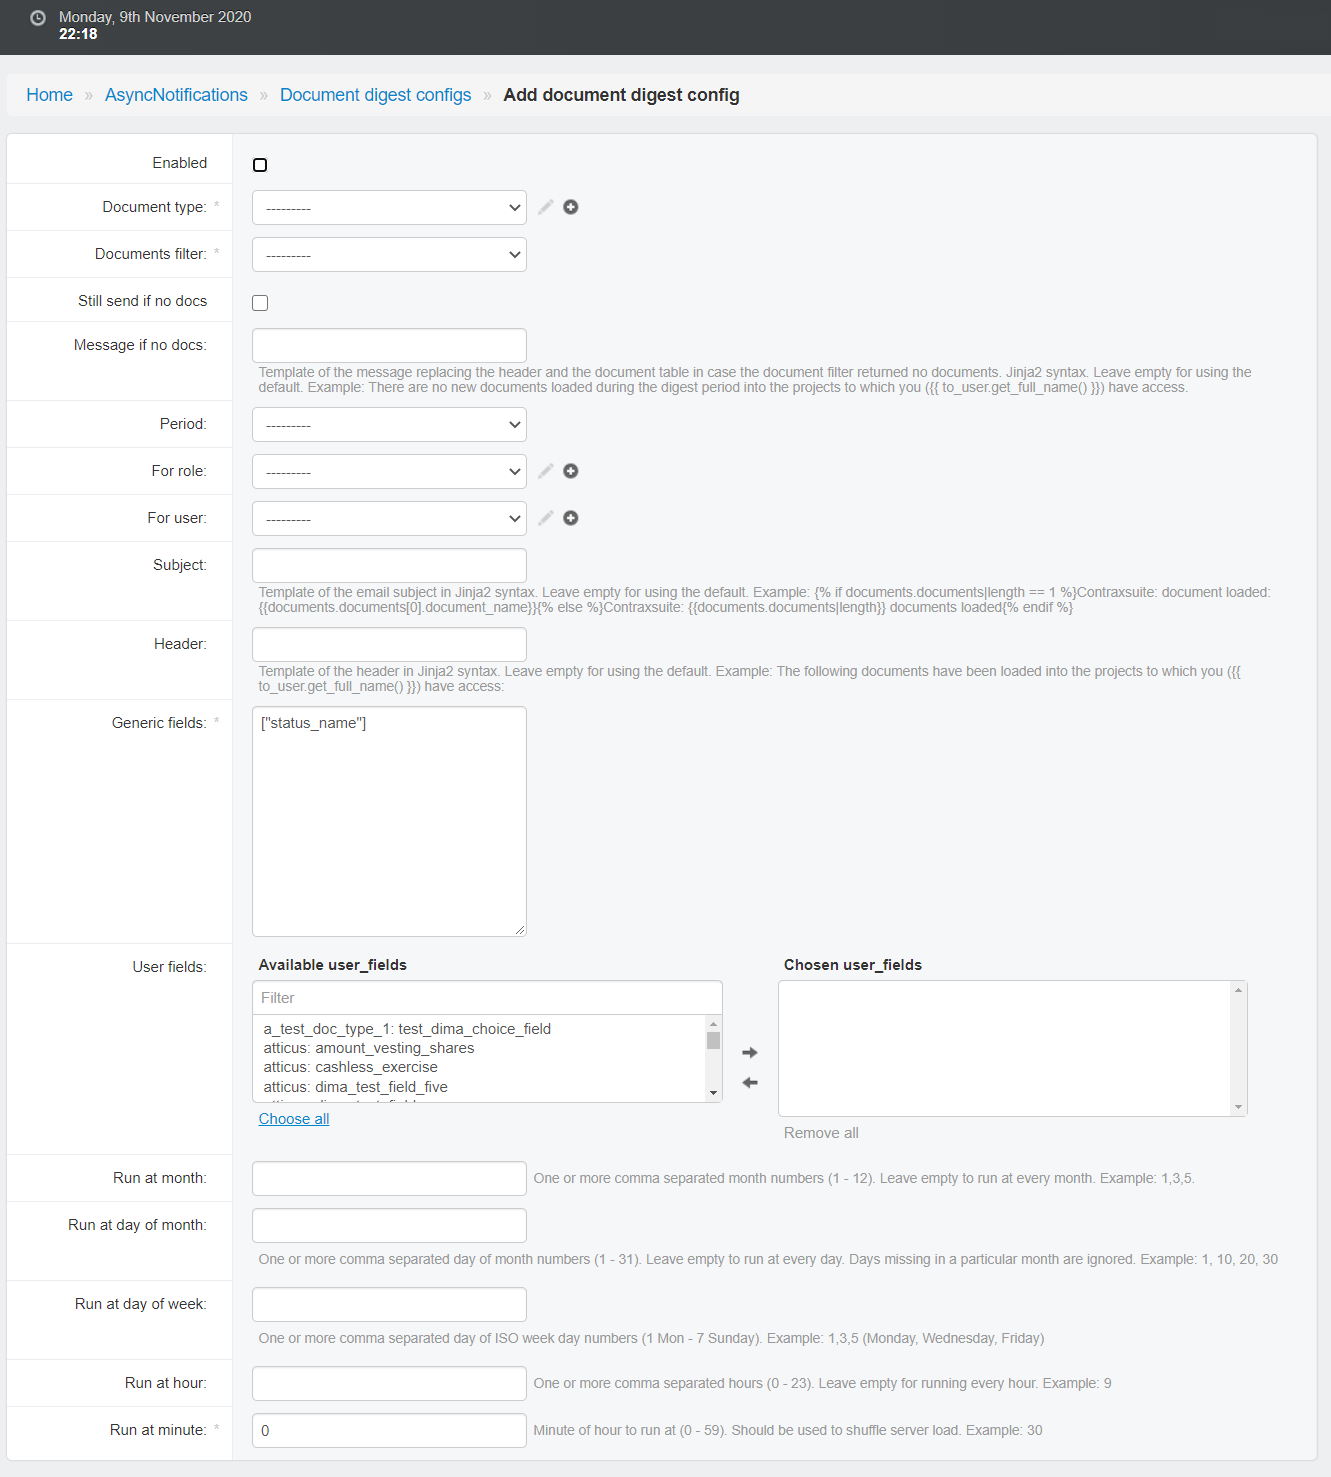 Monday, 9th November 2020
22:18
Home » AsyncNotifications » Document digest configs » Add document digest config
Enabled
Document type: *
---------
Documents filter: *
---------
Still send if no docs
Message if no docs:
Template of the message replacing the header and the document table in case the document filter returned no documents. Jinja2 syntax. Leave empty for using the
default. Example: There are no new documents loaded during the digest period into the projects to which you ({{ to_user.get_full_name() }}) have access.
Period:
---------
For role:
---------
For user:
---------
Subject:
Template of the email subject in Jinja2 syntax. Leave empty for using the default. Example: {% if documents.documents|length == 1 %}Contraxsuite: document loaded:
{{documents.documents[0].document_name}}{% else %}Contraxsuite: {{documents.documents|length}} documents loaded{% endif %}
Header:
Template of the header in Jinja2 syntax. Leave empty for using the default. Example: The following documents have been loaded into the projects to which you ({{
to_user.get_full_name() }}) have access:
Generic fields: *
["status_name"]
User fields:
Available user_fields
Filter
a_test_doc_type_1: test_dima_choice_field
atticus: amount_vesting_shares
atticus: cashless_exercise
atticus: dima_test_field_five
Choose all
Chosen user_fields
Remove all
Run at month:
One or more comma separated month numbers (1 - 12). Leave empty to run at every month. Example: 1,3,5.
Run at day of month:
One or more comma separated day of month numbers (1 - 31). Leave empty to run at every day. Days missing in a particular month are ignored. Example: 1, 10, 20, 30
Run at day of week:
One or more comma separated day of ISO week day numbers (1 Mon - 7 Sunday). Example: 1,3,5 (Monday, Wednesday, Friday)
Run at hour:
One or more comma separated hours (0 - 23). Leave empty for running every hour. Example: 9
Run at minute: *
0
Minute of hour to run at (0 - 59). Should be used to shuffle server load. Example: 30